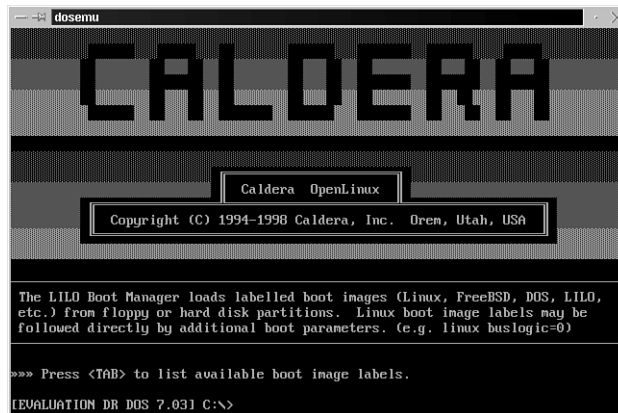 dosemu
CALDERA
Caldera OpenLinux
Copyright (C) 1994-1998 Caldera, Inc. Orem, Utah, USA
The LILO Boot Manager loads labelled boot images (Linux, FreeBSD, DOS, LILO,
etc.) from floppy or hard disk partitions. Linux boot image labels may be
followed directly by additional boot parameters. (e.g. linux buslogic=0)
»»» Press <TAB> to list available boot image labels.
[EVALUATION DR DOS 7.03] C:\>